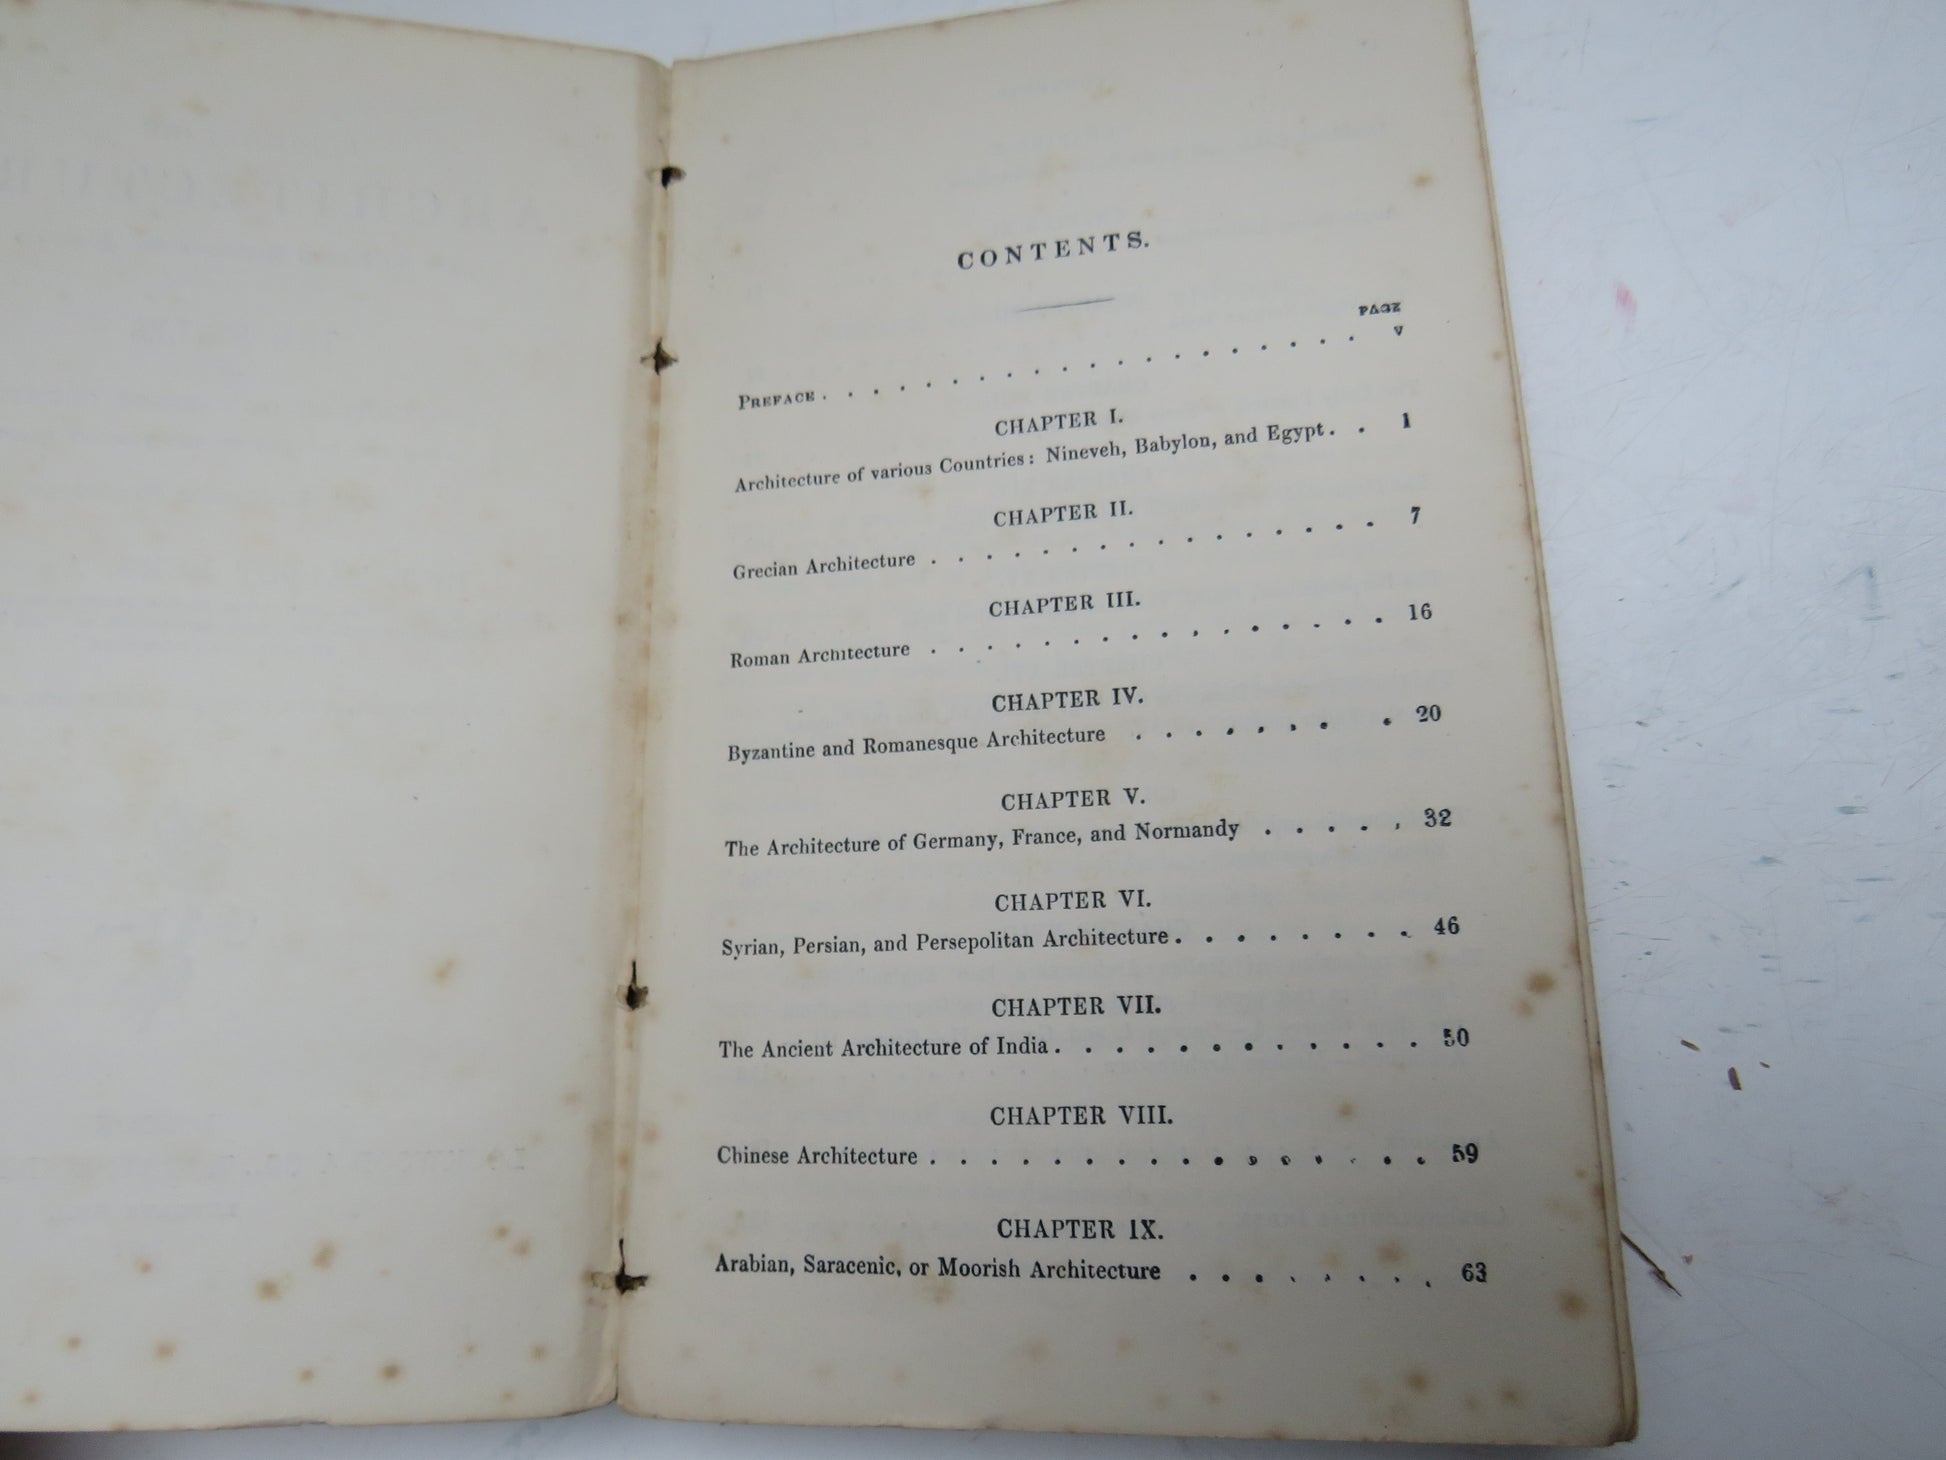 CONTENTS.
PAGE
PREFACE . . . . . . . . . . . . . . . . . . . . . v
CHAPTER I.
Architecture of various Countries: Nineveh, Babylon, and Egypt. . 1
CHAPTER II.
Grecian Architecture . . . . . . . . . . . . . . . . 7
CHAPTER III.
Roman Architecture . . . . . . . . . . . . . . . . 16
CHAPTER IV.
Byzantine and Romanesque Architecture . . . . . . . . 20
CHAPTER V.
The Architecture of Germany, France, and Normandy . . . . . 32
CHAPTER VI.
Syrian, Persian, and Persepolitan Architecture . . . . . . . . 46
CHAPTER VII.
The Ancient Architecture of India . . . . . . . . . . . . 50
CHAPTER VIII.
Chinese Architecture . . . . . . . . . . . . . . . . 59
CHAPTER IX.
Arabian, Saracenic, or Moorish Architecture . . . . . . . . 63